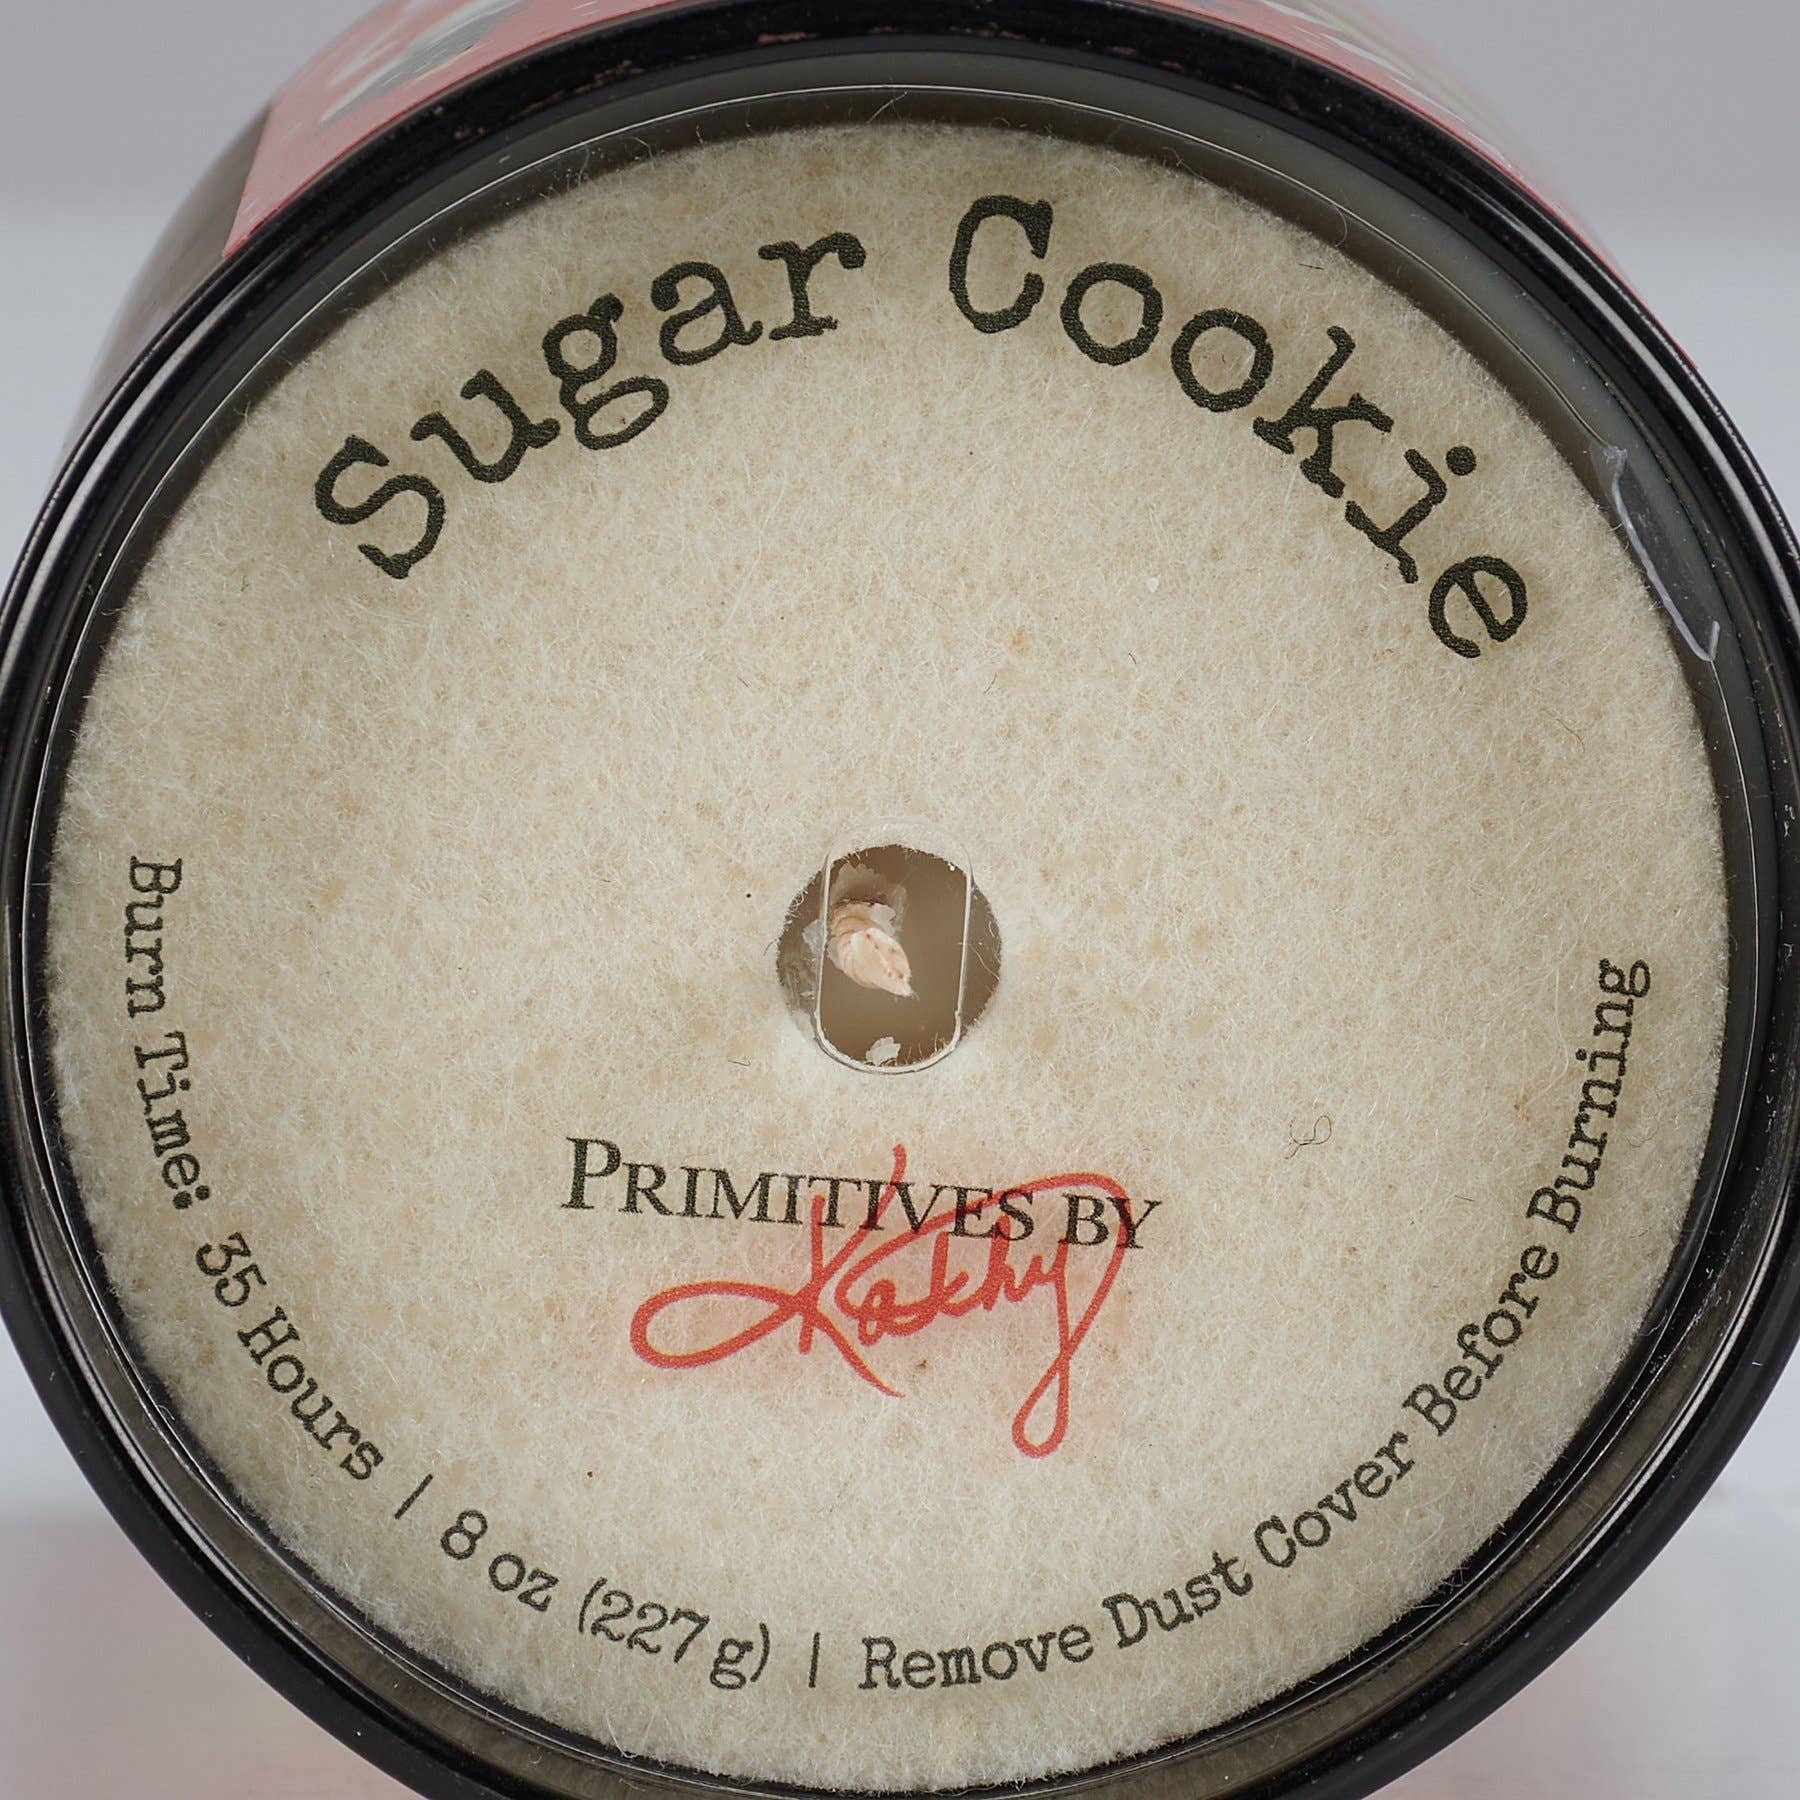 Sugar Cookie
PRIMITIVES BY
Kathy
Burn Time: 35 Hours | 8 oz (227 g) | Remove Dust Cover Before Burning